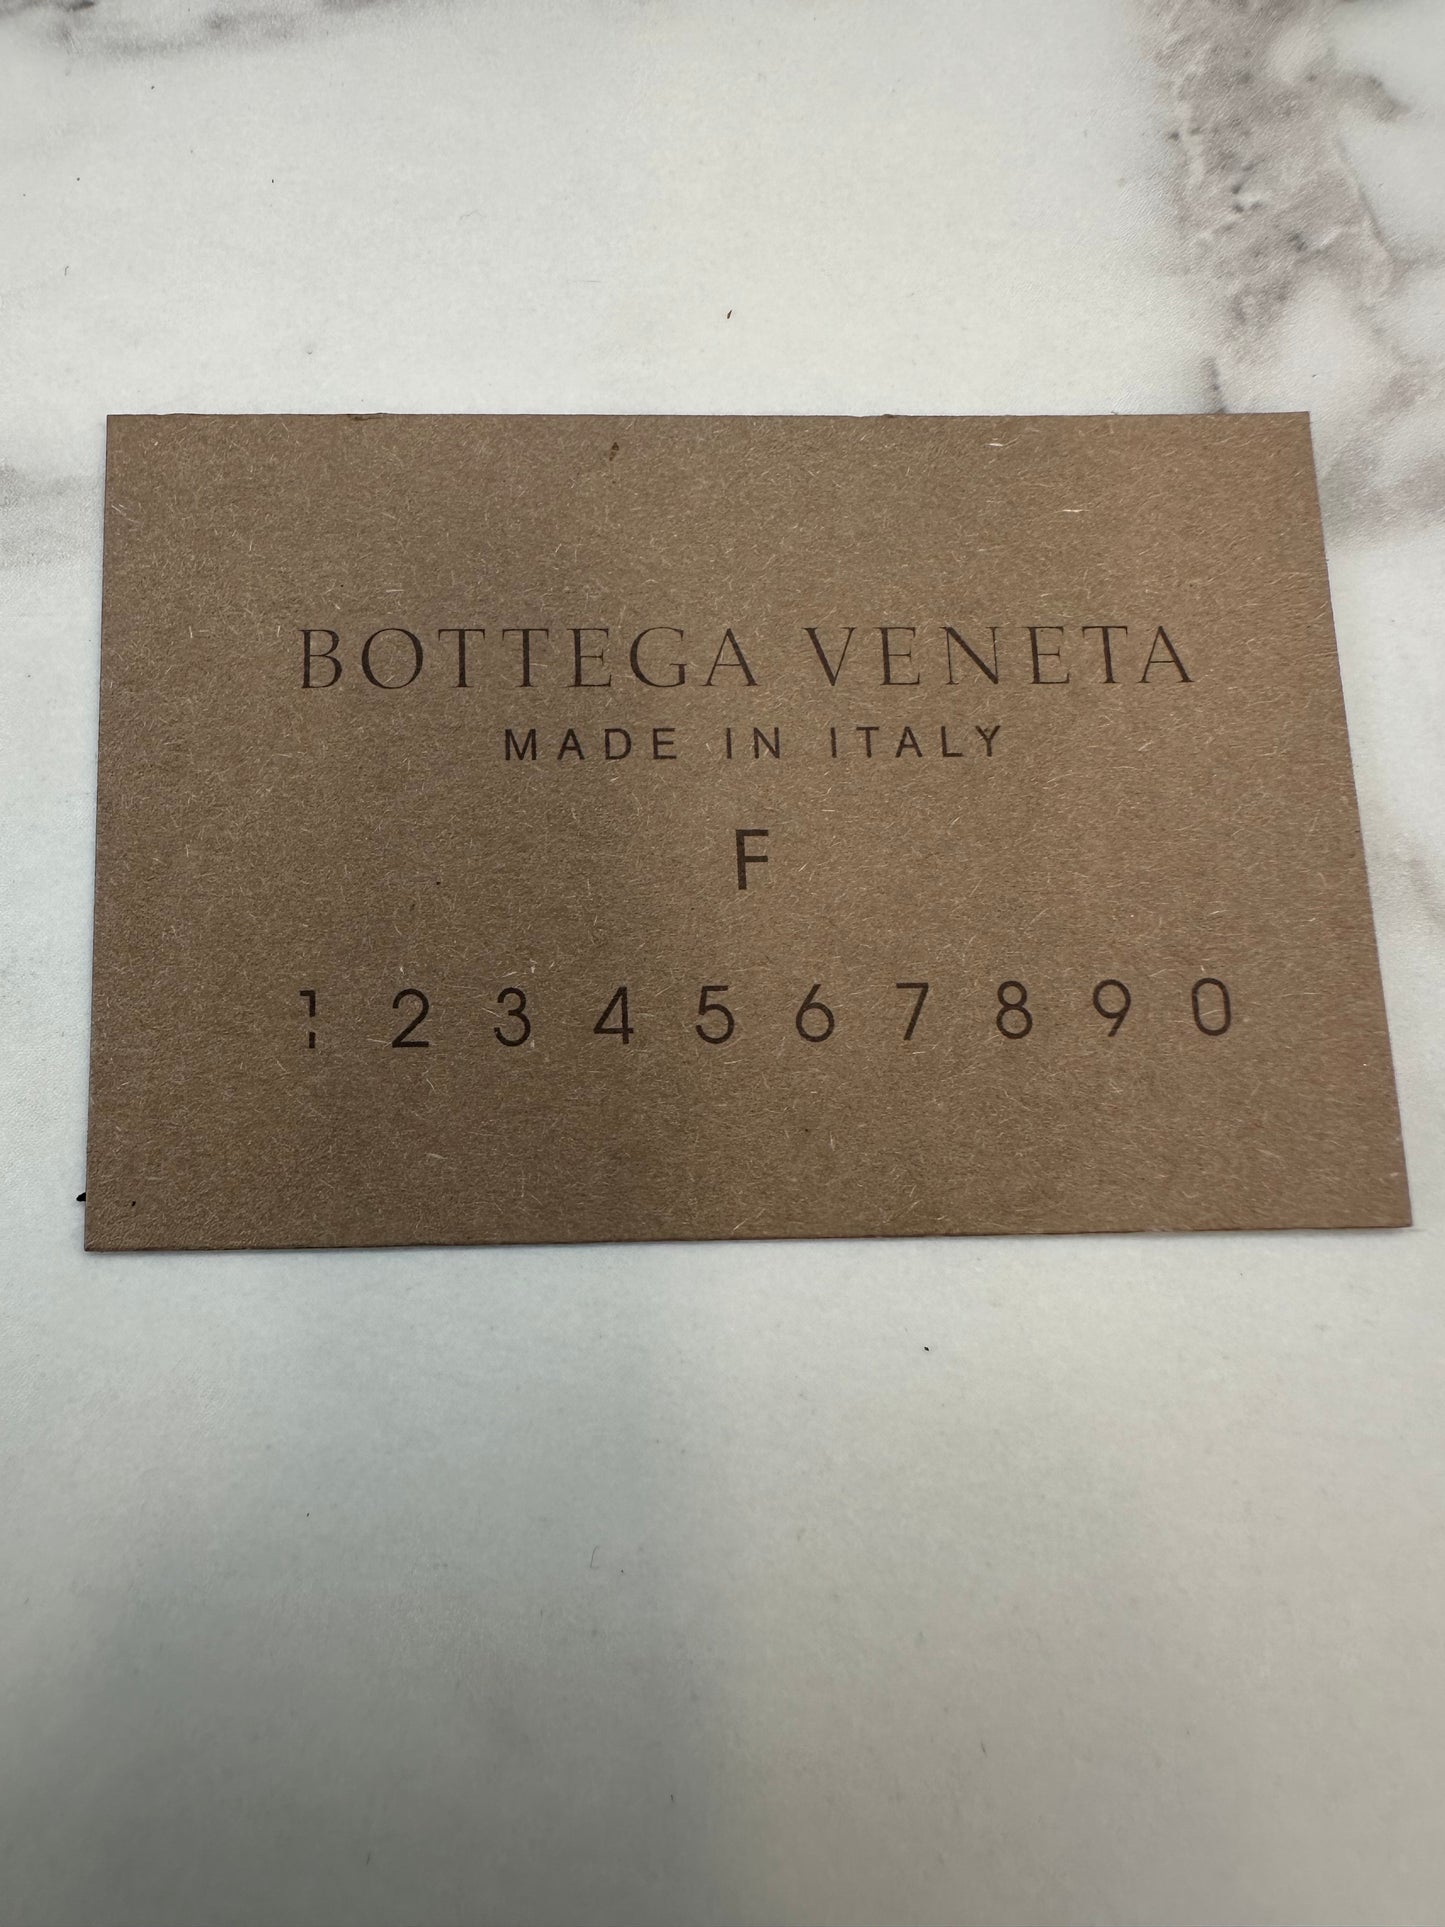 BOTTEGA VENETA
MADE IN ITALY
F
1 2 3 4 5 6 7 8 9 0